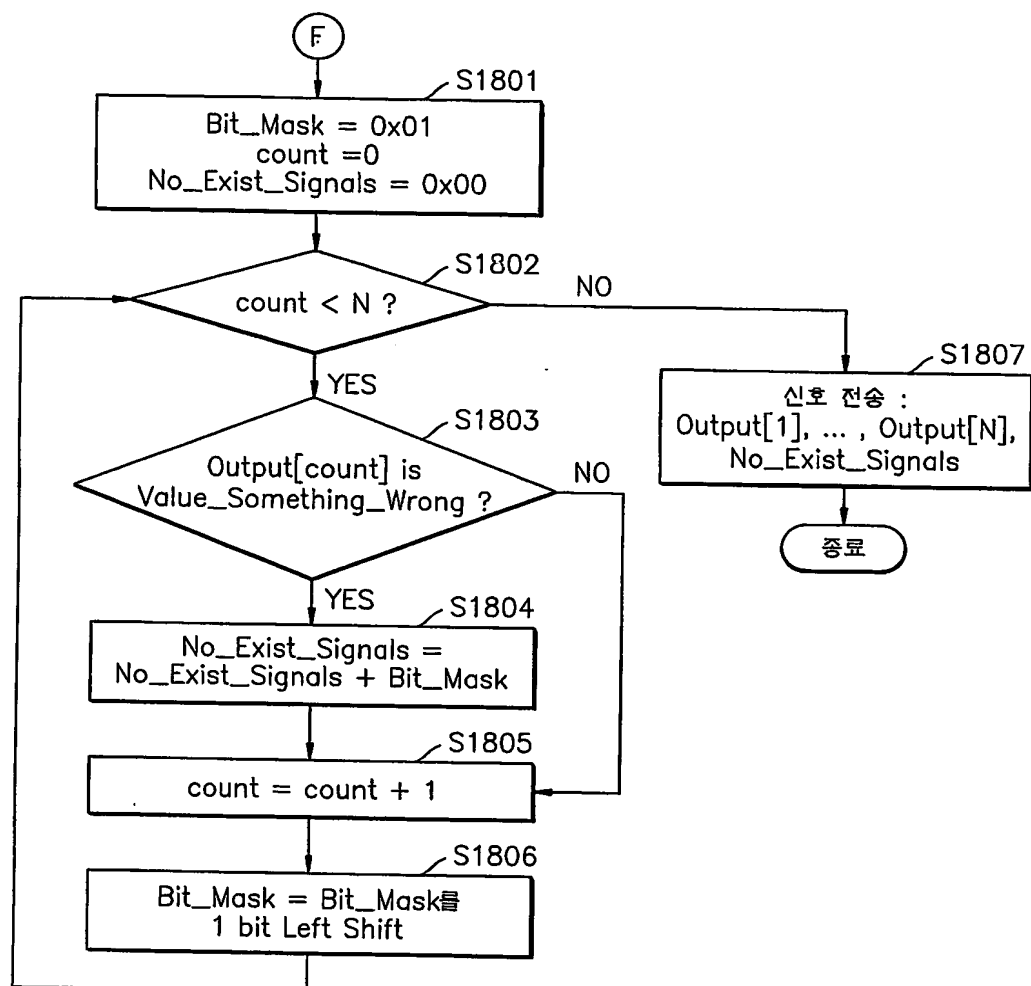 F
S1801
Bit_Mask = 0x01
count =0
No_Exist_Signals = 0x00
S1802
count < N ?
NO
YES
S1807
신호 전송 :
Output[1], ... , Output[N],
No_Exist_Signals
종료
S1803
Output[count] is
Value_Something_Wrong ?
NO
YES
S1804
No_Exist_Signals =
No_Exist_Signals + Bit_Mask
S1805
count = count + 1
S1806
Bit_Mask = Bit_Mask를
1 bit Left Shift